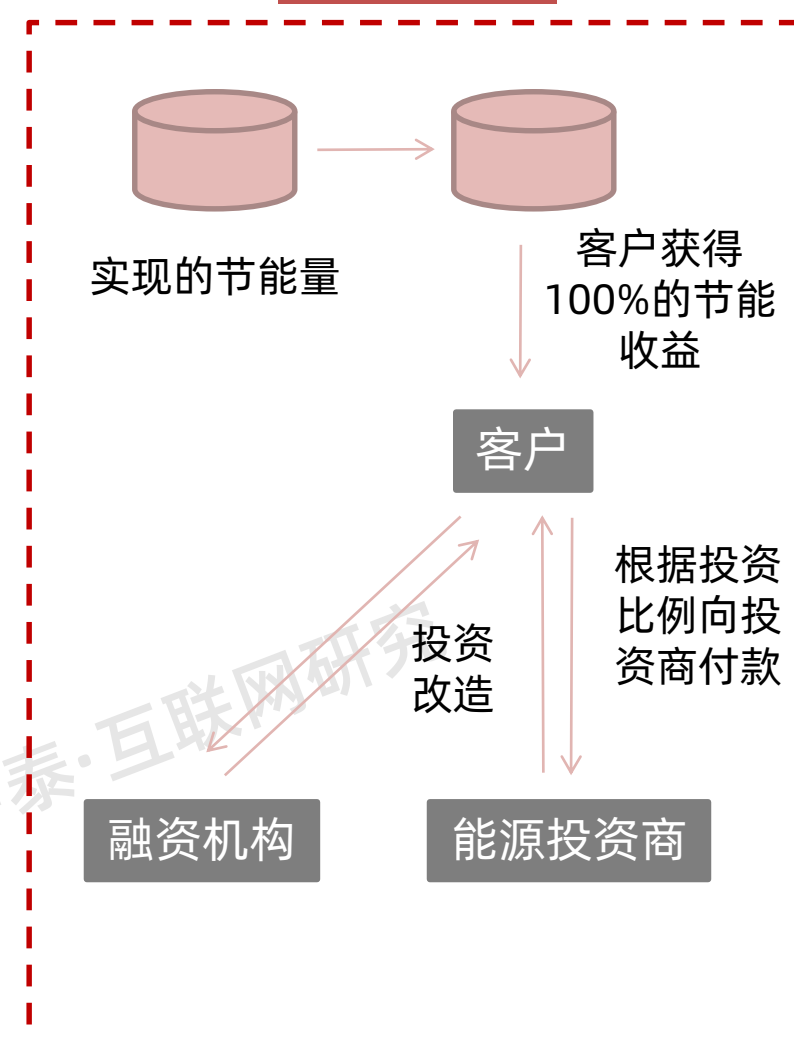 实现的节能量
客户获得
100%的节能
收益
客户
投资
改造
根据投资
比例向投
资商付款
融资机构
能源投资商
泰·互联网研究